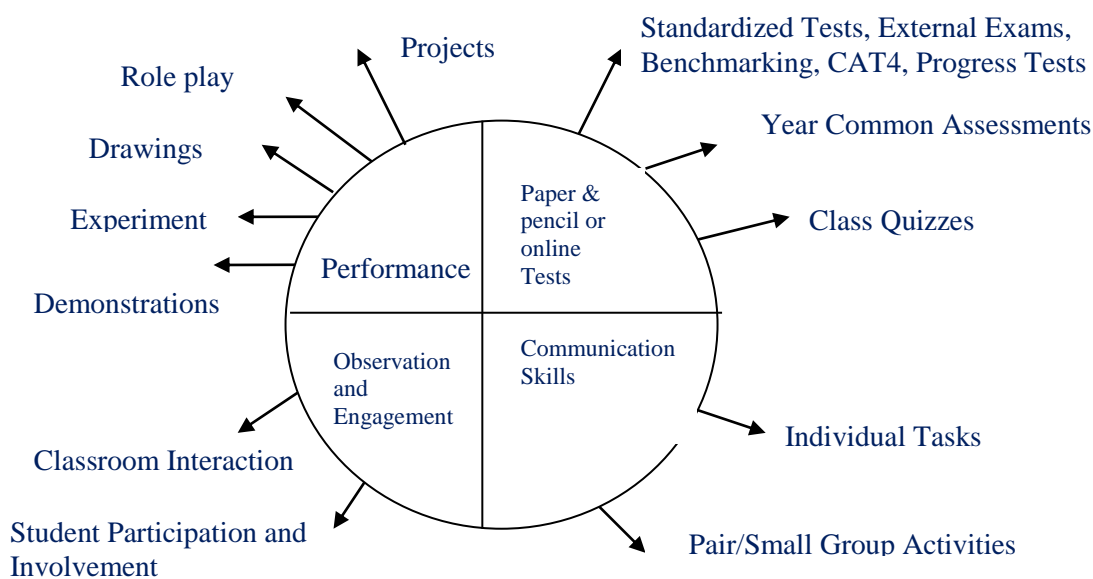 Projects
Standardized Tests, External Exams,
Benchmarking, CAT4, Progress Tests
Role play
Year Common Assessments
Drawings
Paper &
pencil or
online
Tests
Experiment
Class Quizzes
Performance
Demonstrations
Observation
and
Engagement
Communication
Skills
Individual Tasks
Classroom Interaction
Student Participation and
Involvement
Pair/Small Group Activities